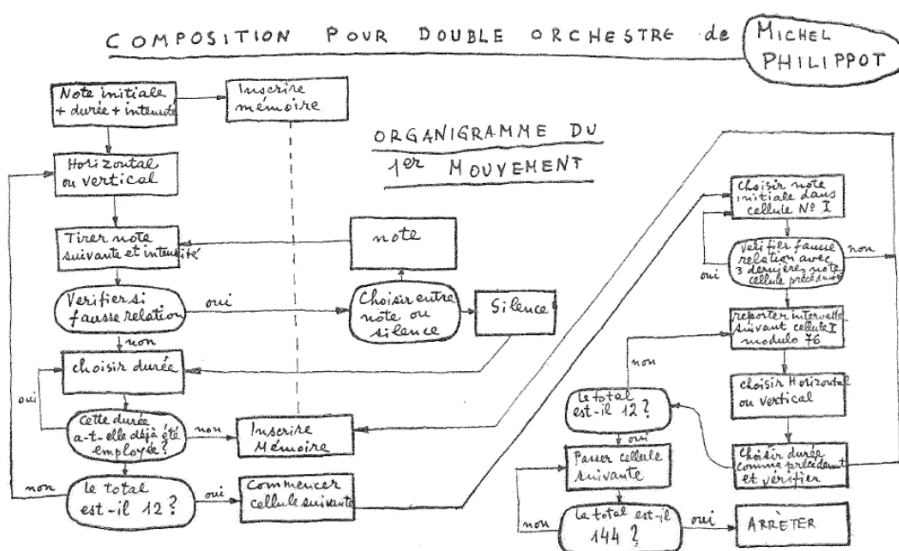 COMPOSITION POUR DOUBLE ORCHESTRE de MICHEL
PHILIPPOT
ORGANIGRAMME DU
1er MOUVEMENT
Note initiale
+ durée + intensité
Inscrire
mémoire
Horizontal
ou vertical
Tirer note
suivante et intensité
note
Vérifier si
fausse relation
oui
Choisir entre
note ou
silence
Silence
non
choisir durée
oui
Cette durée
a-t-elle déjà été
employée?
non
Inscrire
Mémoire
non
Le total
est-il 12?
oui
Commencer
cellule suivante
Choisir note
initiale dans
cellule No I
Vérifier fausse
relation avec
3 dernières note
cellule précédente
oui
non
reporter intervalle
suivant cellule I
modulo 76
non
choisir Horizontal
ou vertical
Le total
est-il 12?
oui
Choisir durée
comme précédemt
et vérifier
Passer cellule
suivante
non
Le total est-il
144?
oui
ARRÊTER